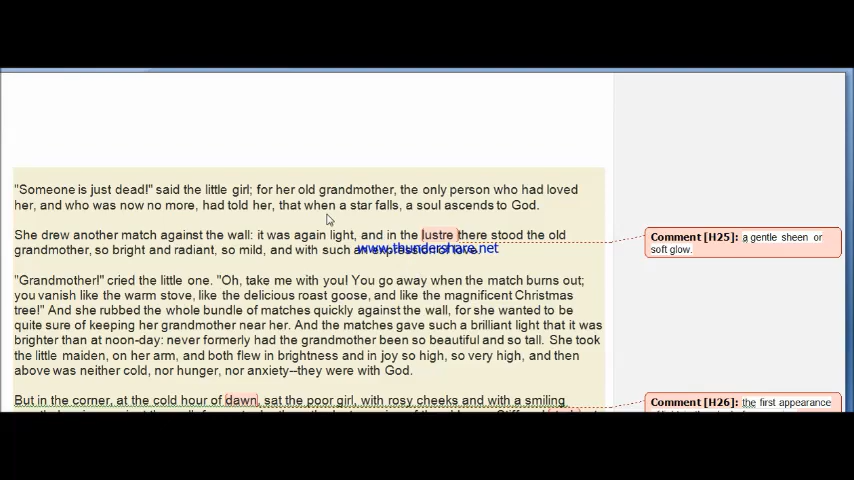 "Someone is just dead!" said the little girl; for her old grandmother, the only person who had loved
her, and who was now no more, had told her, that when a star falls, a soul ascends to God.
She drew another match against the wall: it was again light, and in the lustre there stood the old
grandmother, so bright and radiant, so mild, and with such an expression of love.
www.thundershare.net
Comment [H25]: a gentle sheen or
soft glow.
"Grandmother!" cried the little one. "Oh, take me with you! You go away when the match burns out;
you vanish like the warm stove, like the delicious roast goose, and like the magnificent Christmas
tree!" And she rubbed the whole bundle of matches quickly against the wall, for she wanted to be
quite sure of keeping her grandmother near her. And the matches gave such a brilliant light that it was
brighter than at noon-day: never formerly had the grandmother been so beautiful and so tall. She took
the little maiden, on her arm, and both flew in brightness and in joy so high, so very high, and then
above was neither cold, nor hunger, nor anxiety--they were with God.
But in the corner, at the cold hour of dawn, sat the poor girl, with rosy cheeks and with a smiling
Comment [H26]: the first appearance